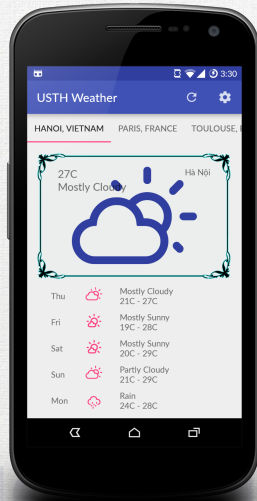 3:30
USTH Weather
HANOI, VIETNAM PARIS, FRANCE TOULOUSE,
27C
Hà Nội
Mostly Cloudy
Thu
Mostly Cloudy
21C - 27C
Fri
Mostly Sunny
19C - 28C
Sat
Mostly Sunny
20C - 29C
Sun
Partly Cloudy
21C - 29C
Mon
Rain
24C - 28C